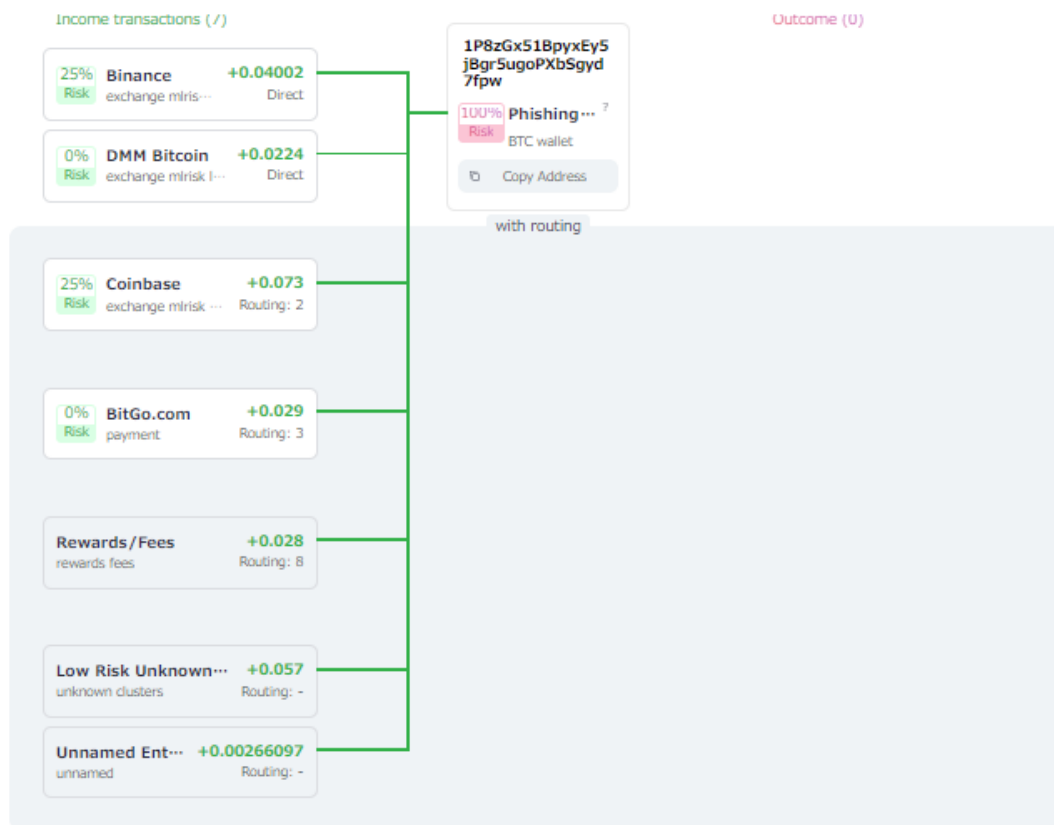 Income transactions (7)
Outcome (0)
25% Risk
Binance
+0.04002
exchange mlris···
Direct
0% Risk
DMM Bitcoin
+0.0224
exchange mlrisk l···
Direct
1P8zGx51BpyxEy5
jBgr5ugoPXbSgyd
7fpw
100% Risk
Phishing··· ?
BTC wallet
Copy Address
with routing
25% Risk
Coinbase
+0.073
exchange mlrisk ···
Routing: 2
0% Risk
BitGo.com
+0.029
payment
Routing: 3
Rewards/Fees
+0.028
rewards fees
Routing: 8
Low Risk Unknown···
+0.057
unknown clusters
Routing: -
Unnamed Ent···
+0.00266097
unnamed
Routing: -